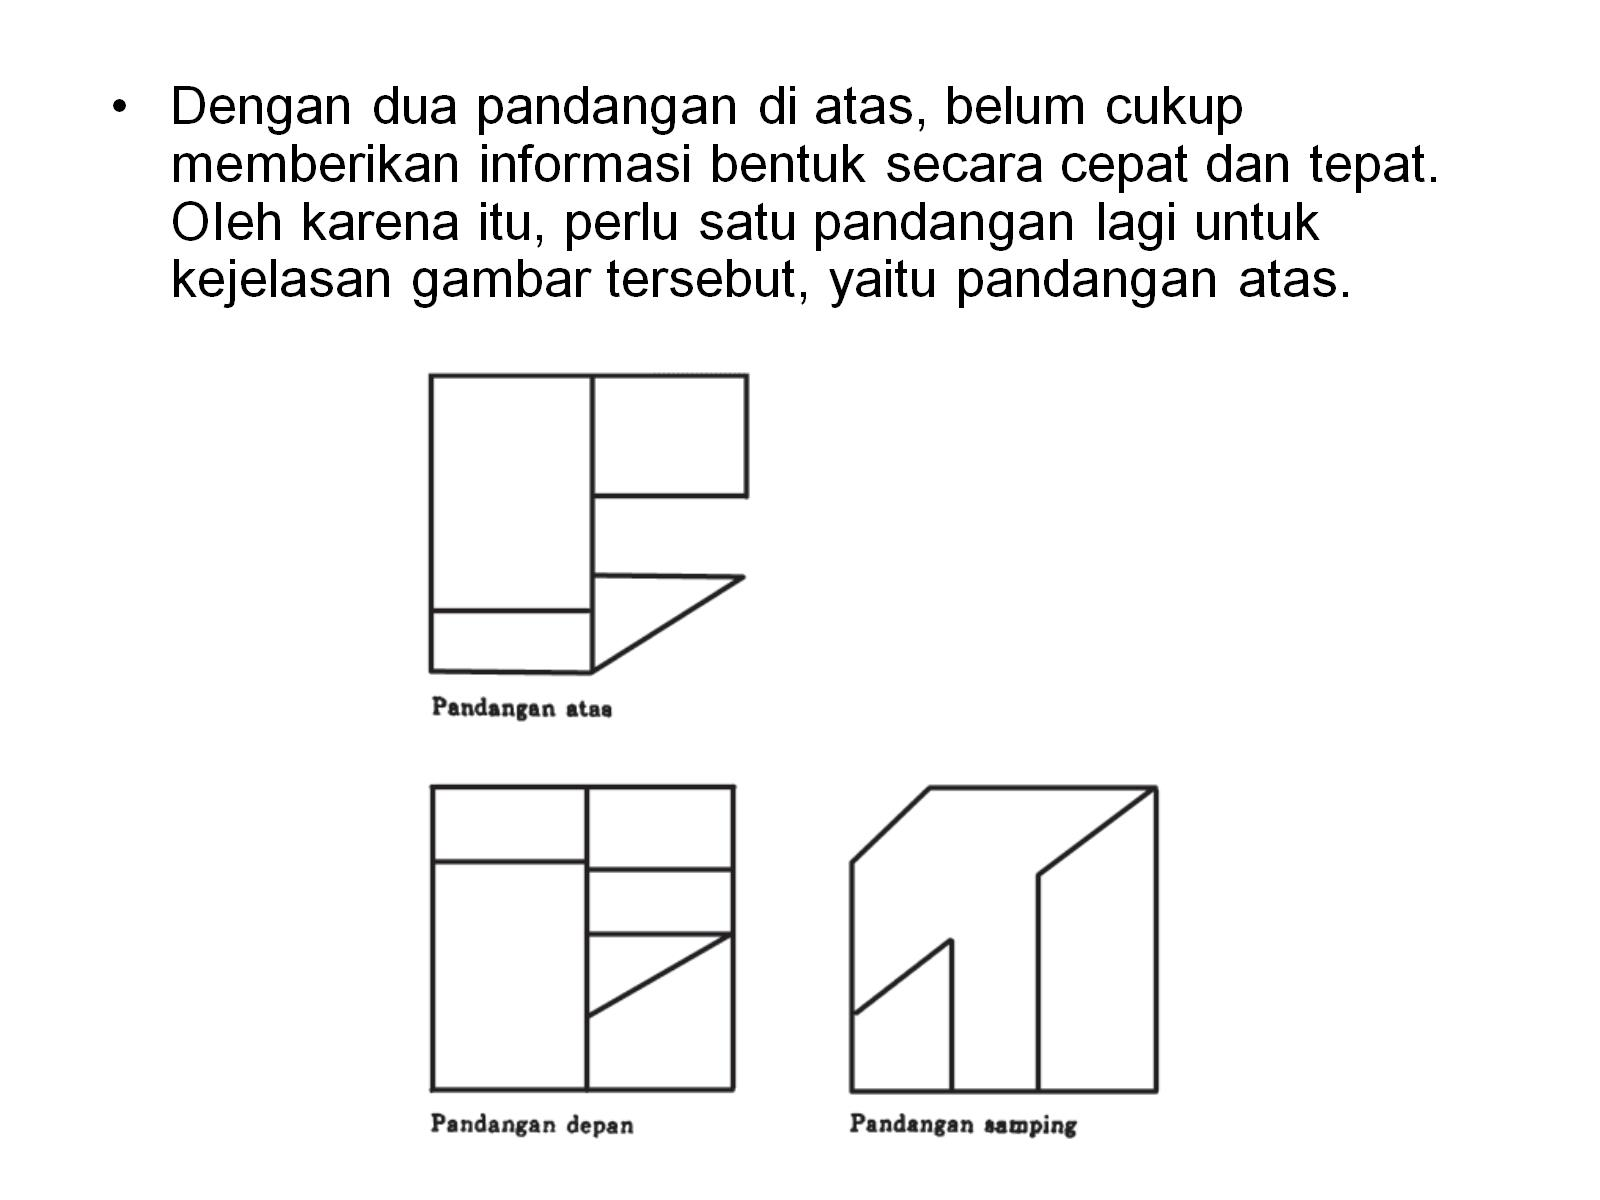 • Dengan dua pandangan di atas, belum cukup
memberikan informasi bentuk secara cepat dan tepat.
Oleh karena itu, perlu satu pandangan lagi untuk
kejelasan gambar tersebut, yaitu pandangan atas.
Pandangan atas
Pandangan depan
Pandangan samping